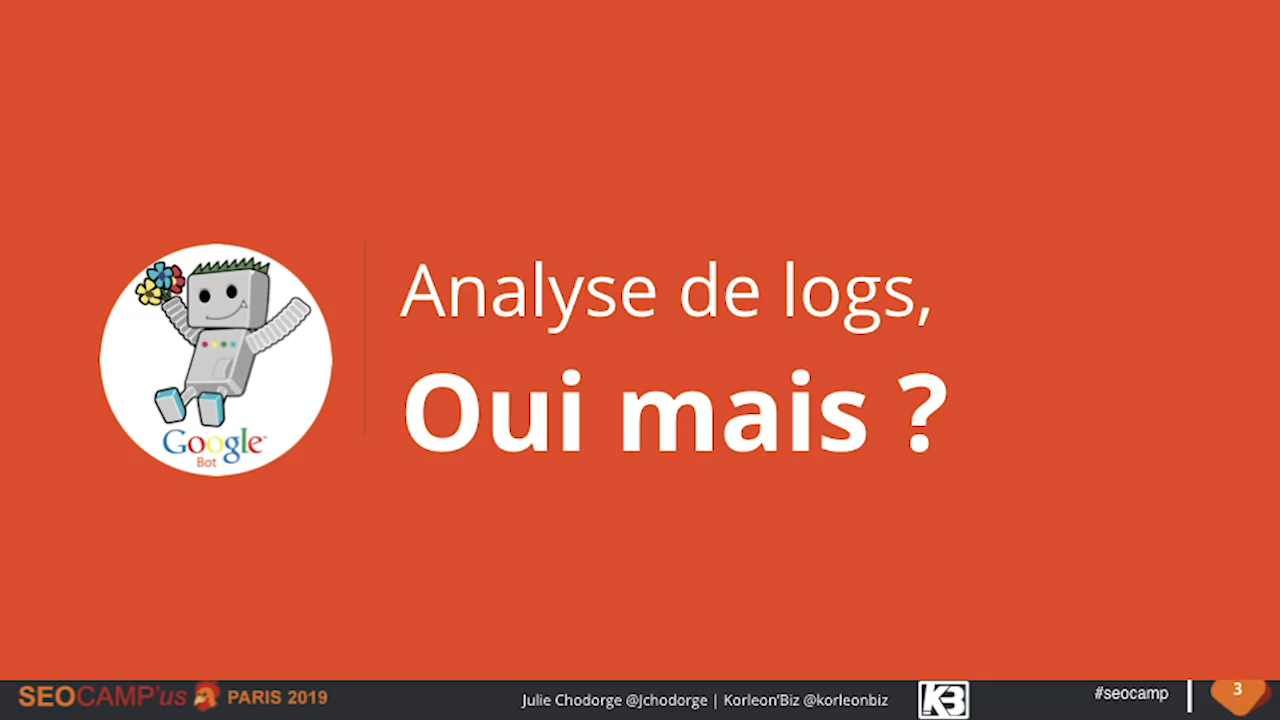 Analyse de logs,
Oui mais ?
Google
Bot
SEOCAMP'us PARIS 2019
Julie Chodorge @Jchodorge | Korleon'Biz @korleonbiz
KB
#seocamp
3